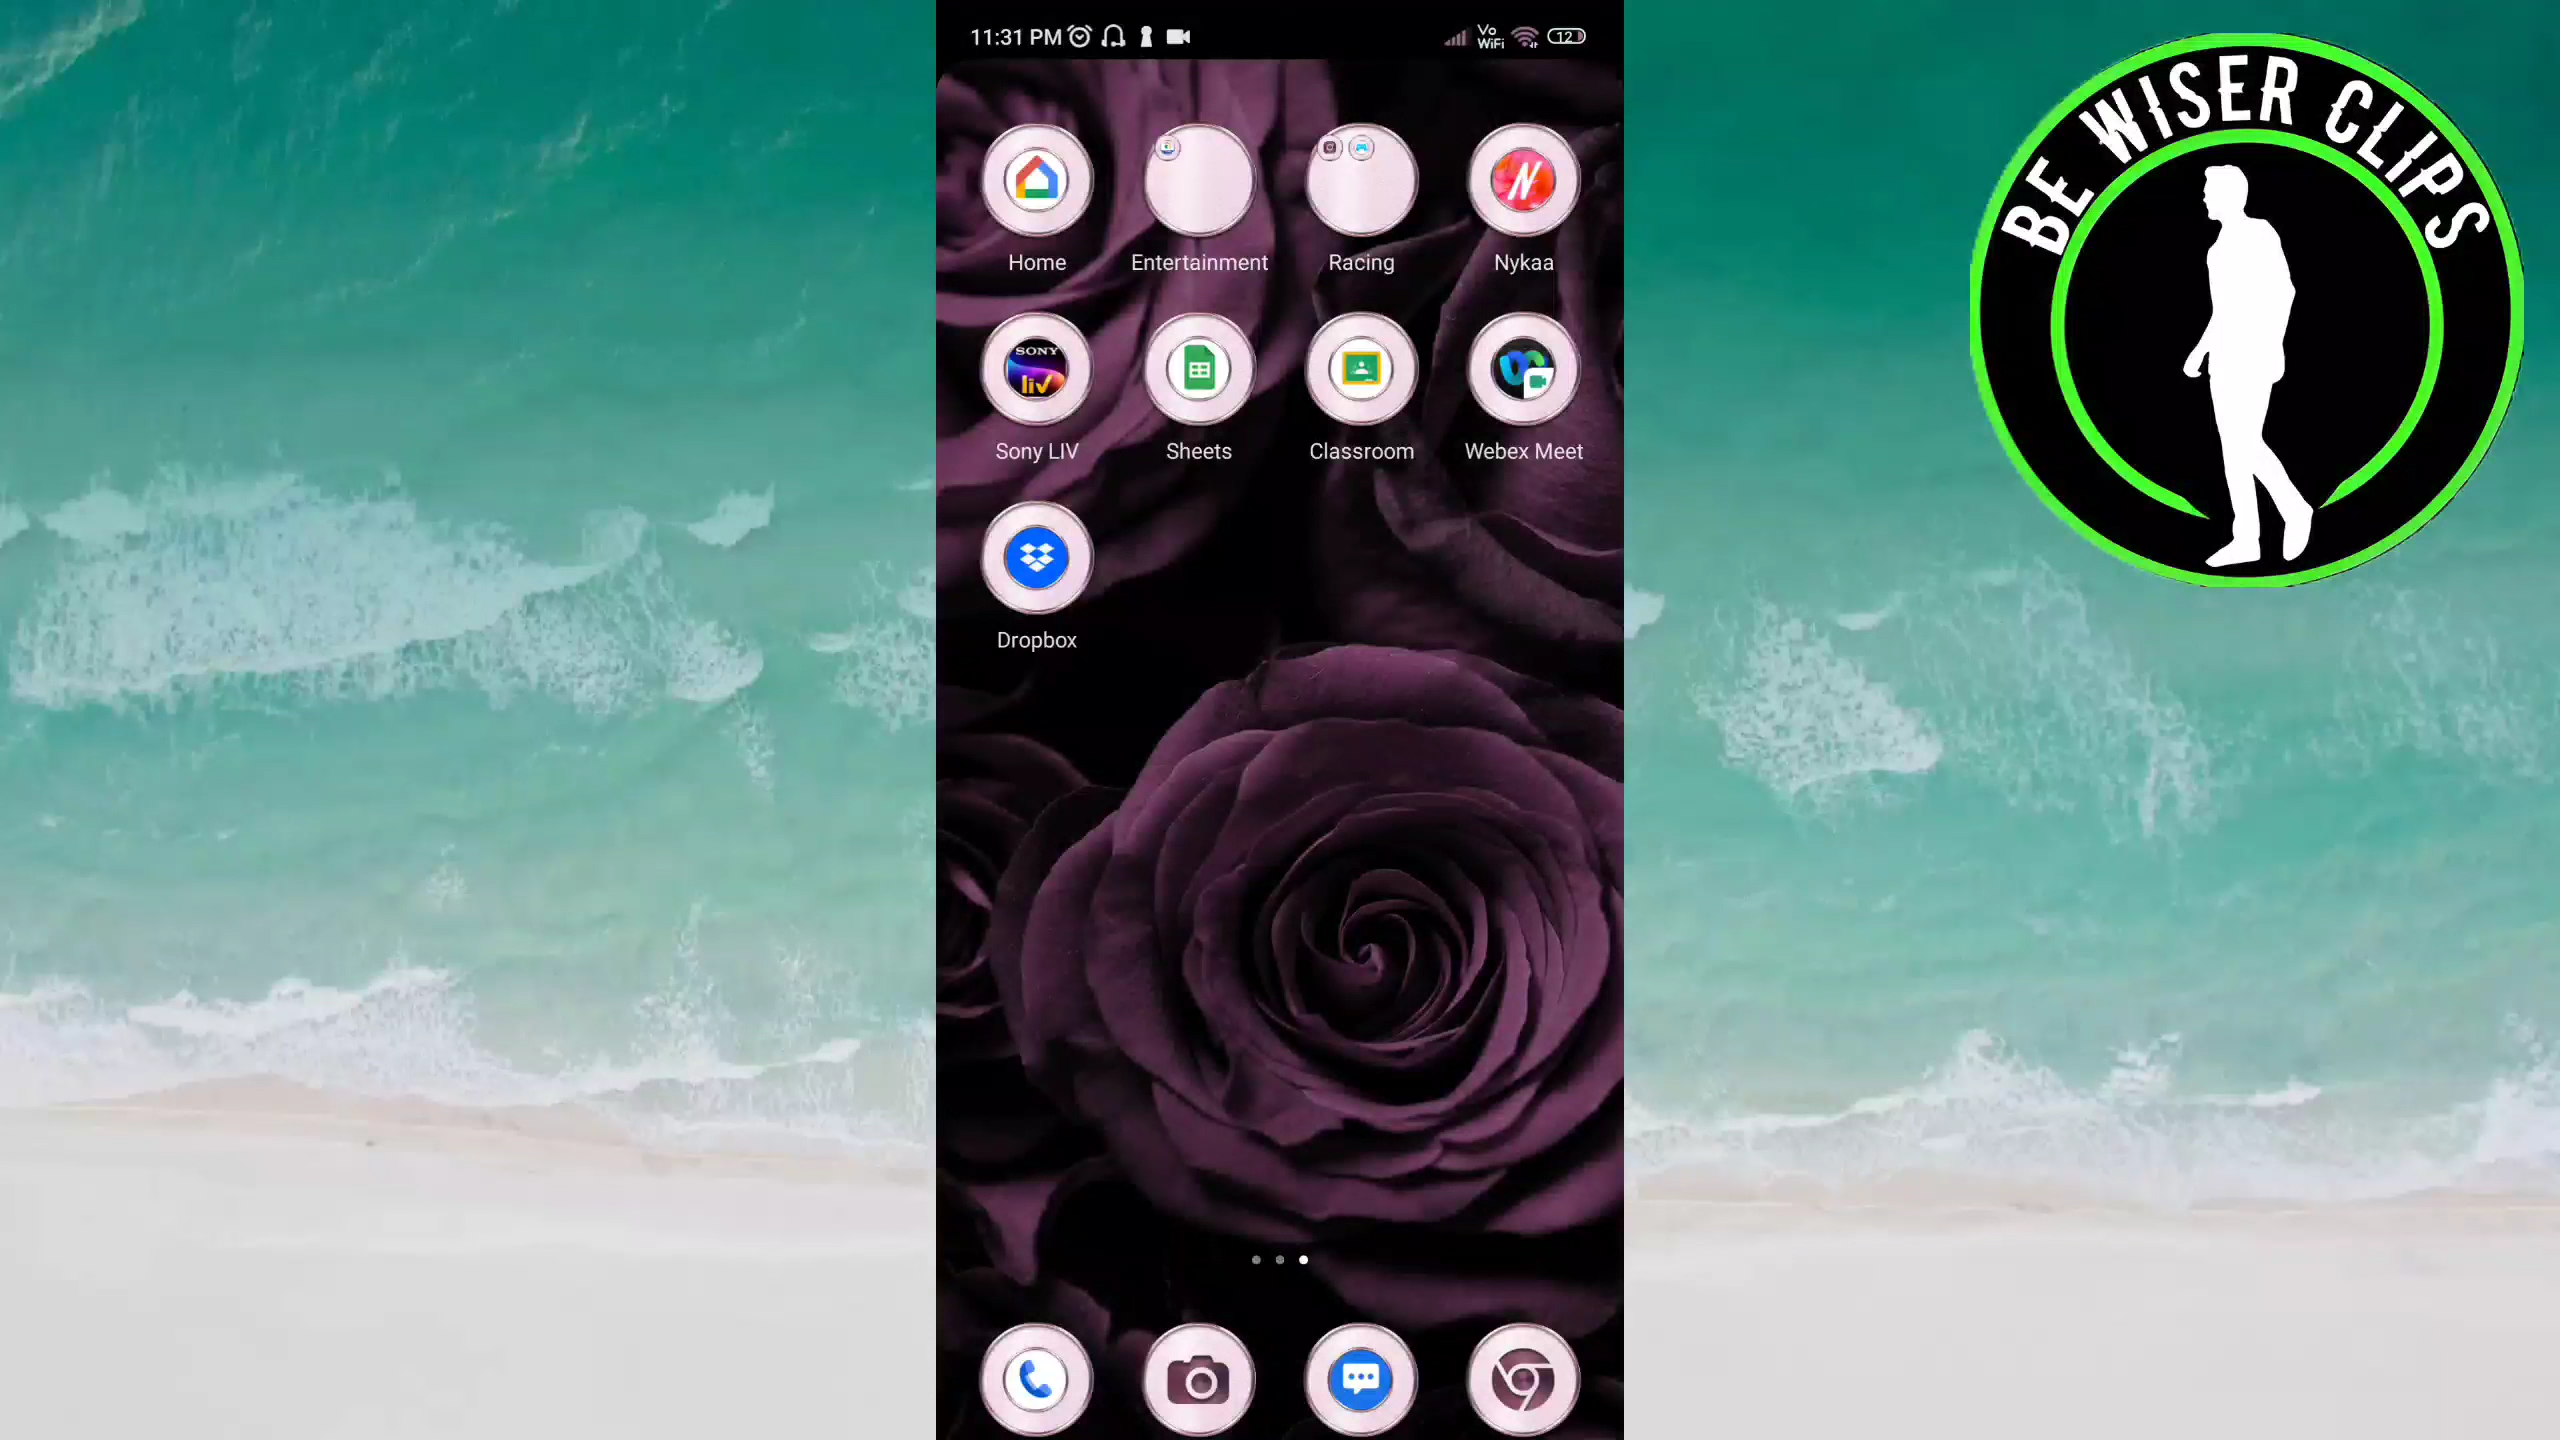 11:31 PM
Vo
WiFi
12
BE WISER CLIPS
Home
Entertainment
Racing
Nykaa
SONY
liv
Sony LIV
Sheets
Classroom
Webex Meet
Dropbox